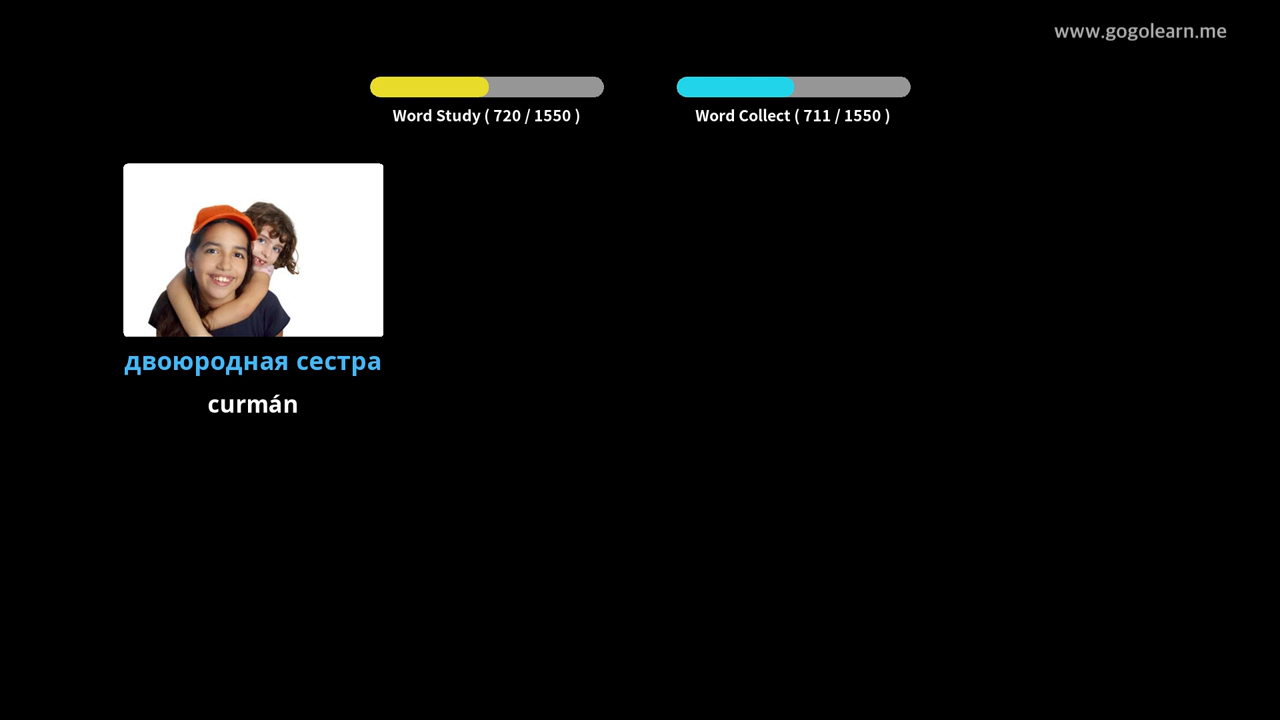 www.gogolearn.me
Word Study ( 720 / 1550 )
Word Collect ( 711 / 1550 )
двоюродная сестра
curmán